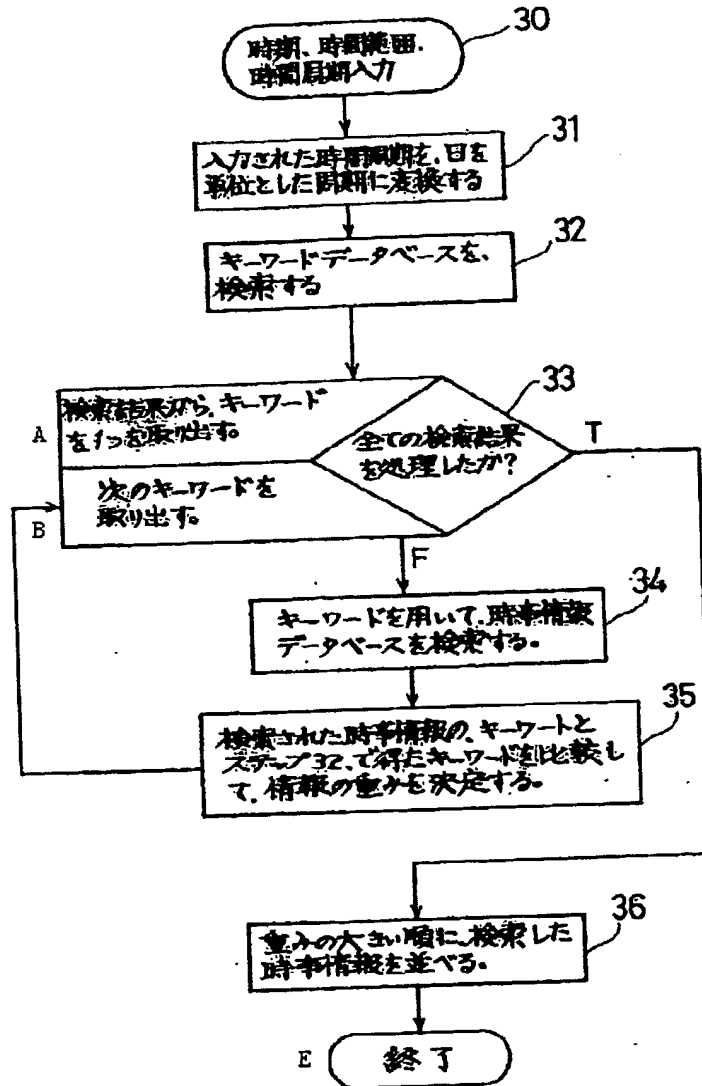 30
時期、時間範囲、
時間周期入力
31
入力された時間周期を、日を
単位とした周期に変換する
32
キーワードデータベースを、
検索する
33
A
検索結果から、キーワード
を1つを取り出す。
全ての検索結果
を処理したか?
T
B
次のキーワードを
取り出す。
F
34
キーワードを用いて、時事情報
データベースを検索する。
35
検索された時事情報の、キーワートと
ステップ32、で得たキーワードを比較し
て、情報の重みを決定する。
36
重みの大きい順に、検索した
時事情報を並べる。
E
終了